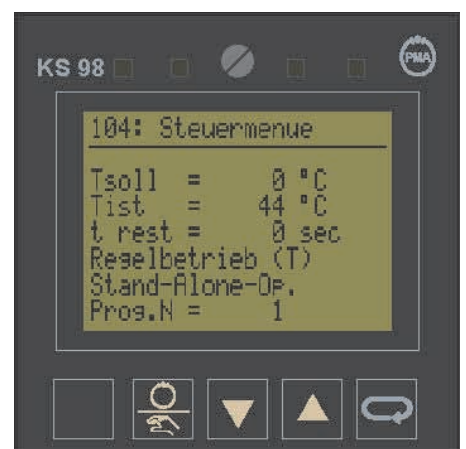 KS 98
PMA
104: Steuermenue
Tsoll = 0 °C
Tist = 44 °C
t rest = 0 sec
Regelbetrieb (T)
Stand-Alone-Op.
Prog.N = 1